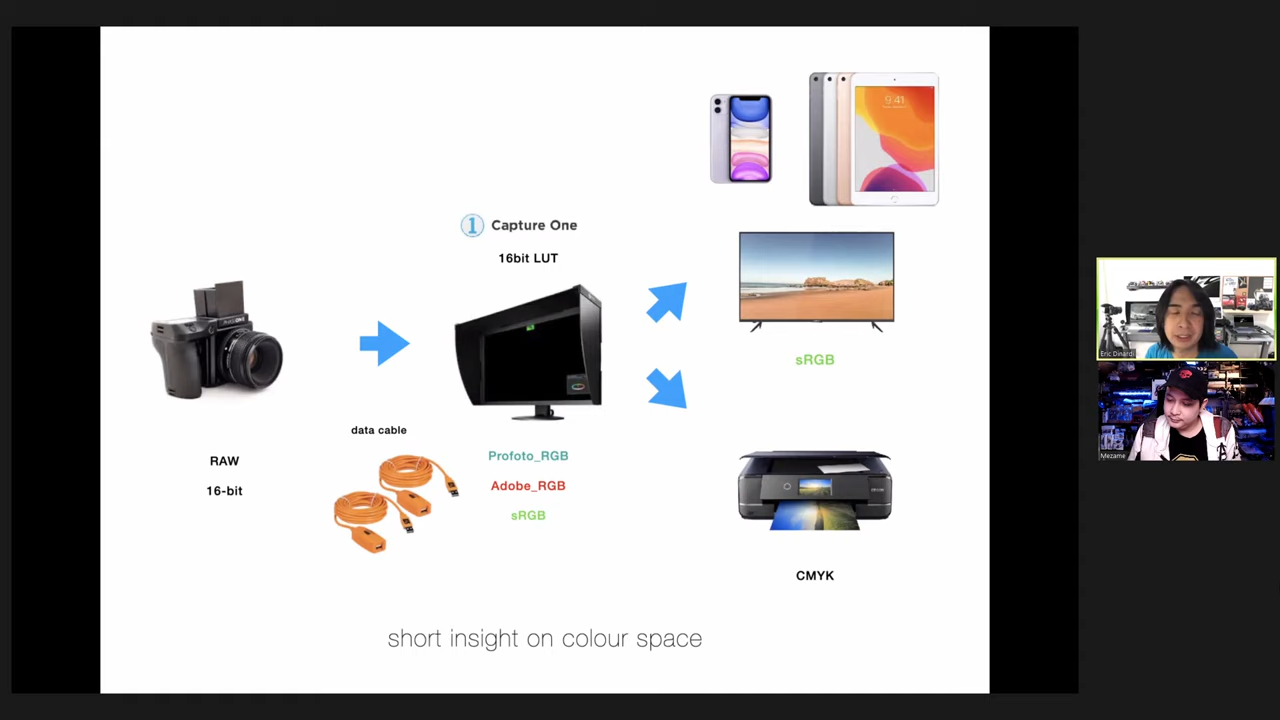 9:41
1 Capture One
16bit LUT
sRGB
data cable
RAW
16-bit
Profoto_RGB
Adobe_RGB
sRGB
CMYK
short insight on colour space
Eric Dinardi
Mezame